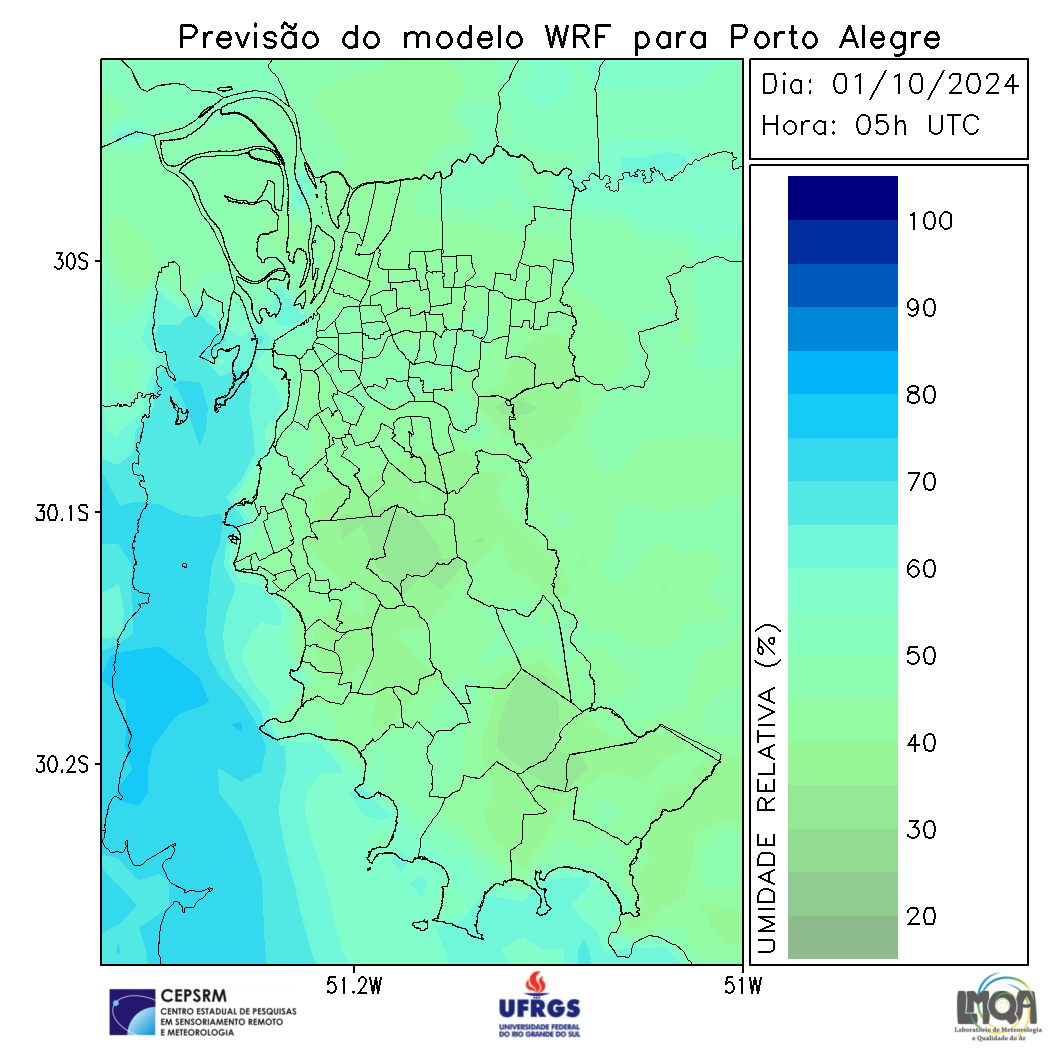 Previsão do modelo WRF para Porto Alegre
Dia: 01/10/2024
Hora: 05h UTC
100
90
80
70
60
50
40
30
20
UMIDADE RELATIVA (%)
30S
30.1S
30.2S
51.2W
51W
CEPSRM
CENTRO ESTADUAL DE PESQUISAS
EM SENSORIAMENTO REMOTO
E METEOROLOGIA
UFRGS
UNIVERSIDADE FEDERAL
DO RIO GRANDE DO SUL
LMQA
Laboratório de Meteorologia
e Qualidade do Ar